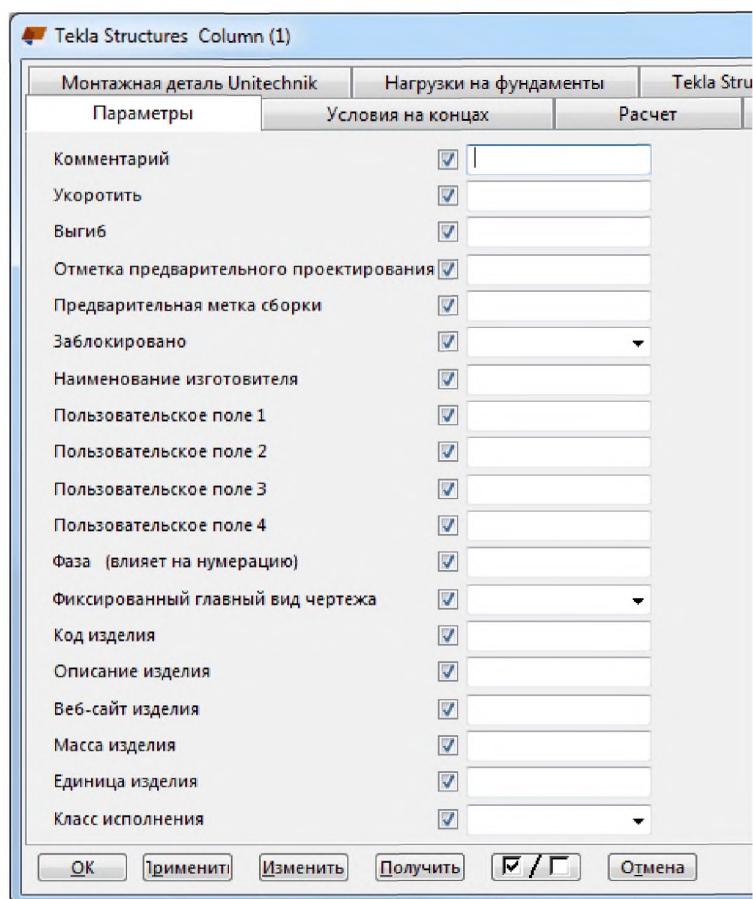 Tekla Structures Column (1)
Монтажная деталь Unitechnik Нагрузки на фундаменты Tekla Stru
Параметры Условия на концах Расчет
Комментарий
Укоротить
Выгиб
Отметка предварительного проектирования
Предварительная метка сборки
Заблокировано
Наименование изготовителя
Пользовательское поле 1
Пользовательское поле 2
Пользовательское поле 3
Пользовательское поле 4
Фаза (влияет на нумерацию)
Фиксированный главный вид чертежа
Код изделия
Описание изделия
Веб-сайт изделия
Масса изделия
Единица изделия
Класс исполнения
OK Применить Изменить Получить / Отмена